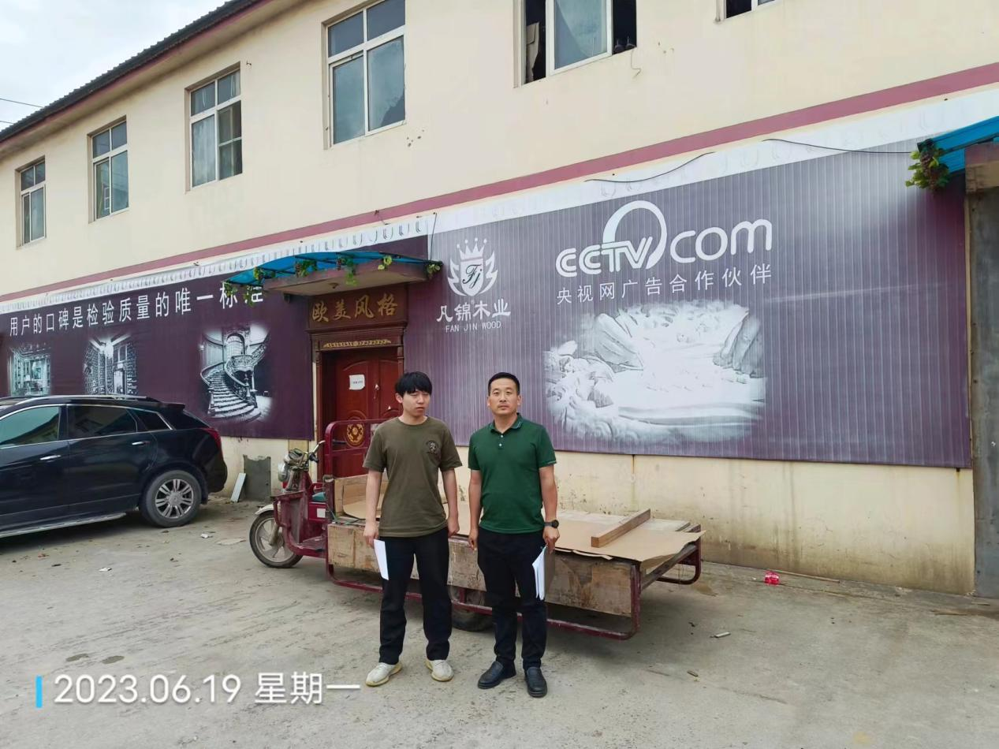 用户的口碑是检验质量的唯一标准
欧美风格
Fj
凡锦木业
FAN JIN WOOD
CCTV.com
央视网广告合作伙伴
2023.06.19 星期一